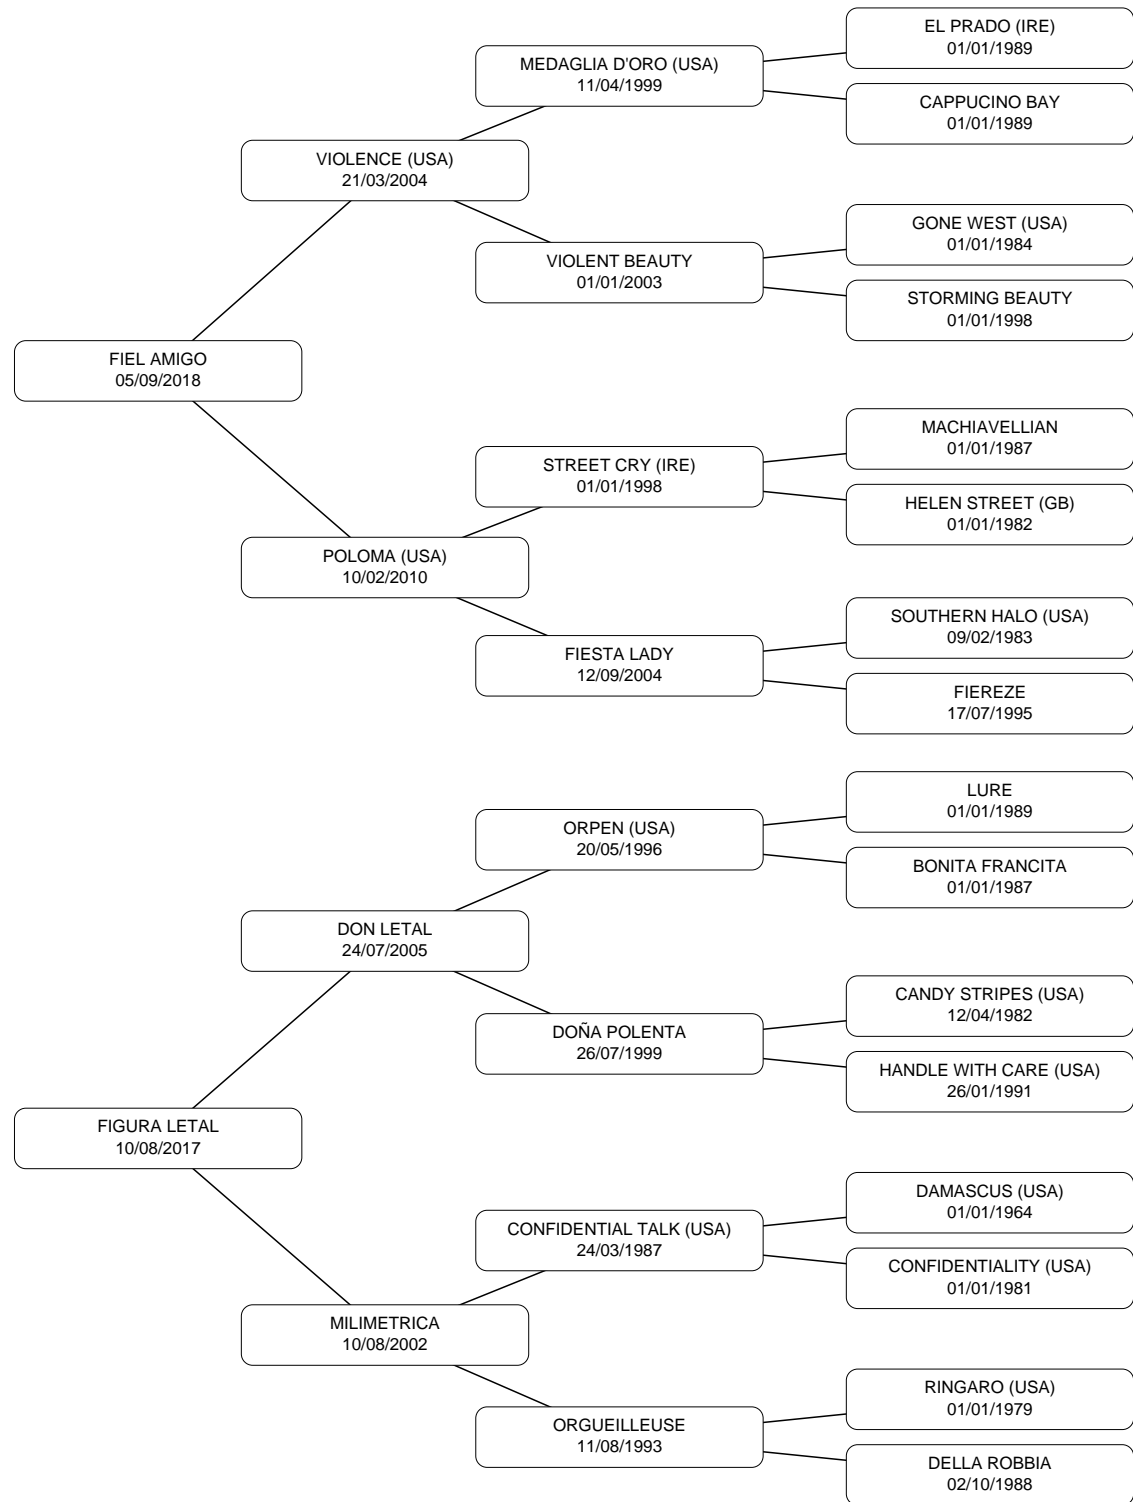 EL PRADO (IRE)
01/01/1989
MEDAGLIA D'ORO (USA)
11/04/1999
CAPPUCINO BAY
01/01/1989
VIOLENCE (USA)
21/03/2004
GONE WEST (USA)
01/01/1984
VIOLENT BEAUTY
01/01/2003
STORMING BEAUTY
01/01/1998
FIEL AMIGO
05/09/2018
MACHIAVELLIAN
01/01/1987
STREET CRY (IRE)
01/01/1998
HELEN STREET (GB)
01/01/1982
POLOMA (USA)
10/02/2010
SOUTHERN HALO (USA)
09/02/1983
FIESTA LADY
12/09/2004
FIEREZE
17/07/1995
LURE
01/01/1989
ORPEN (USA)
20/05/1996
BONITA FRANCITA
01/01/1987
DON LETAL
24/07/2005
CANDY STRIPES (USA)
12/04/1982
DOÑA POLENTA
26/07/1999
HANDLE WITH CARE (USA)
26/01/1991
FIGURA LETAL
10/08/2017
DAMASCUS (USA)
01/01/1964
CONFIDENTIAL TALK (USA)
24/03/1987
CONFIDENTIALITY (USA)
01/01/1981
MILIMETRICA
10/08/2002
RINGARO (USA)
01/01/1979
ORGUEILLEUSE
11/08/1993
DELLA ROBBIA
02/10/1988